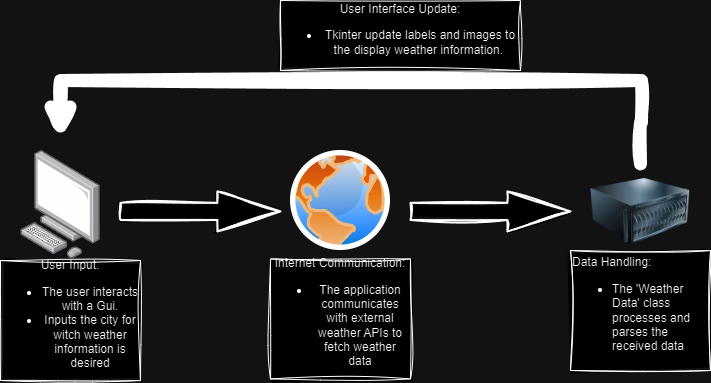 User Interface Update:
• Tkinter update labels and images to
the display weather information.
User Input:
• The user interacts
with a Gui.
• Inputs the city for
witch weather
information is
desired
Internet Communication:
• The application
communicates
with external
weather APIs to
fetch weather
data
Data Handling:
• The 'Weather
Data' class
processes and
parses the
received data